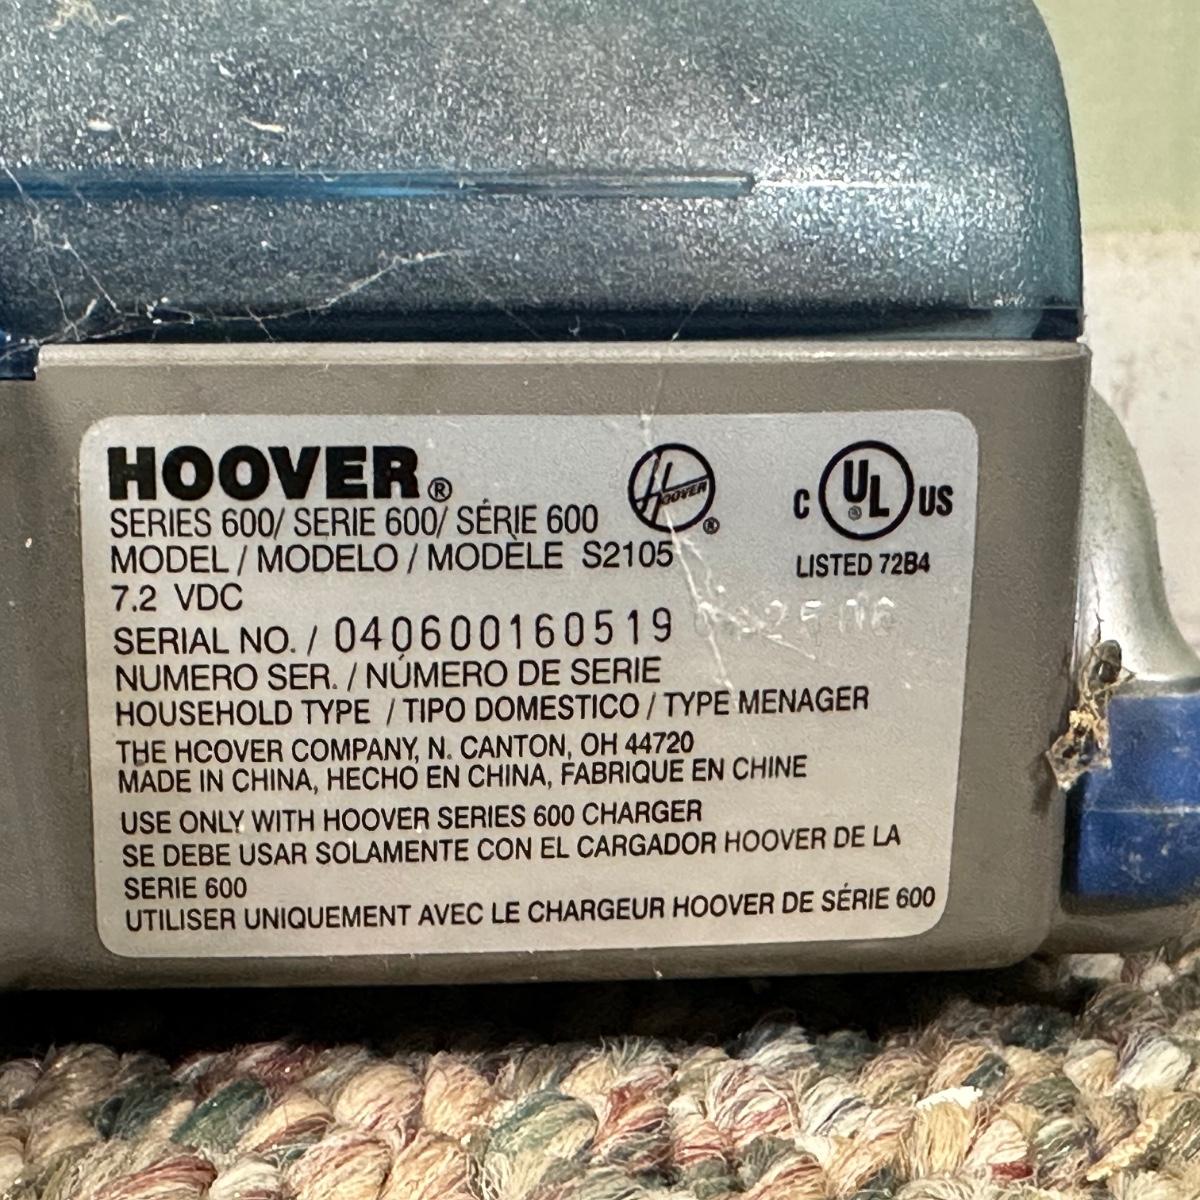 HOOVER®
SERIES 600/ SERIE 600/ SÉRIE 600
HOOVER ®
C UL ® US
MODEL / MODELO / MODÈLE S2105
LISTED 72B4
7.2 VDC
SERIAL NO. / 040600160519
NUMERO SER. / NÚMERO DE SERIE
HOUSEHOLD TYPE / TIPO DOMESTICO / TYPE MENAGER
THE HOOVER COMPANY, N. CANTON, OH 44720
MADE IN CHINA, HECHO EN CHINA, FABRIQUE EN CHINE
USE ONLY WITH HOOVER SERIES 600 CHARGER
SE DEBE USAR SOLAMENTE CON EL CARGADOR HOOVER DE LA
SERIE 600
UTILISER UNIQUEMENT AVEC LE CHARGEUR HOOVER DE SÉRIE 600